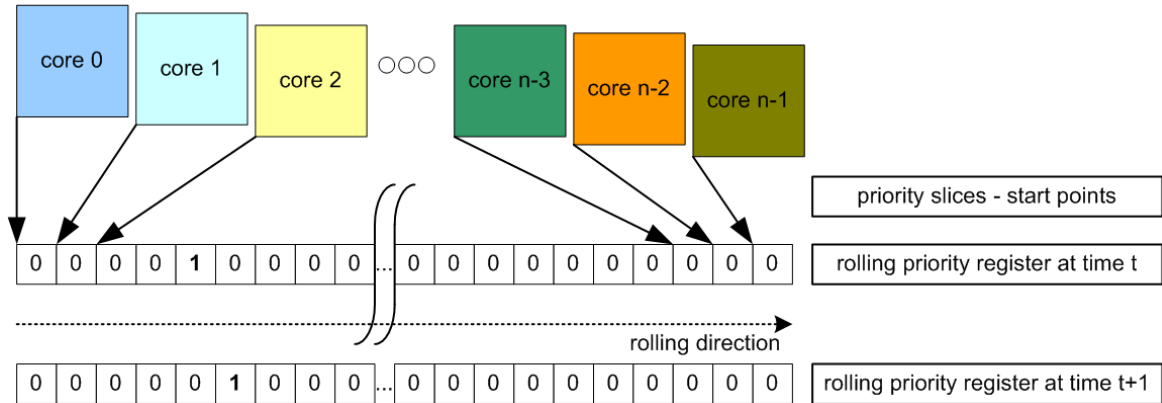 core 0
core 1
core 2
core n-3
core n-2
core n-1
priority slices - start points
0 0 0 0 1 0 0 0 0 ... 0 0 0 0 0 0 0 0 0 0
rolling priority register at time t
rolling direction
0 0 0 0 0 1 0 0 0 ... 0 0 0 0 0 0 0 0 0 0
rolling priority register at time t+1